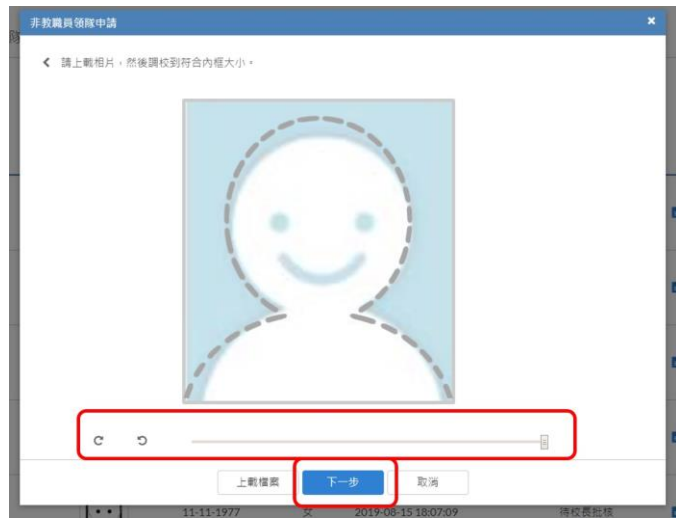 非教職員領隊申請 ×
請上載相片，然後調校到符合內框大小。
上載檔案 下一步 取消
11-11-1977 女 2019-08-15 18:07:09 待校長批核